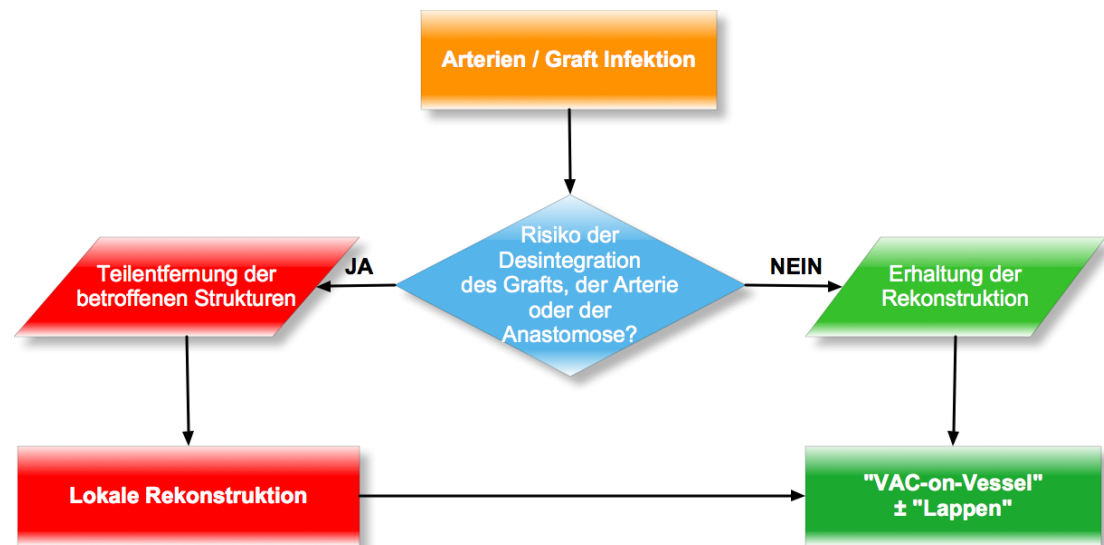 Arterien / Graft Infektion
Risiko der
Desintegration
des Grafts, der Arterie
oder der
Anastomose?
JA
NEIN
Teilentfernung der
betroffenen Strukturen
Erhaltung der
Rekonstruktion
Lokale Rekonstruktion
"VAC-on-Vessel"
± "Lappen"